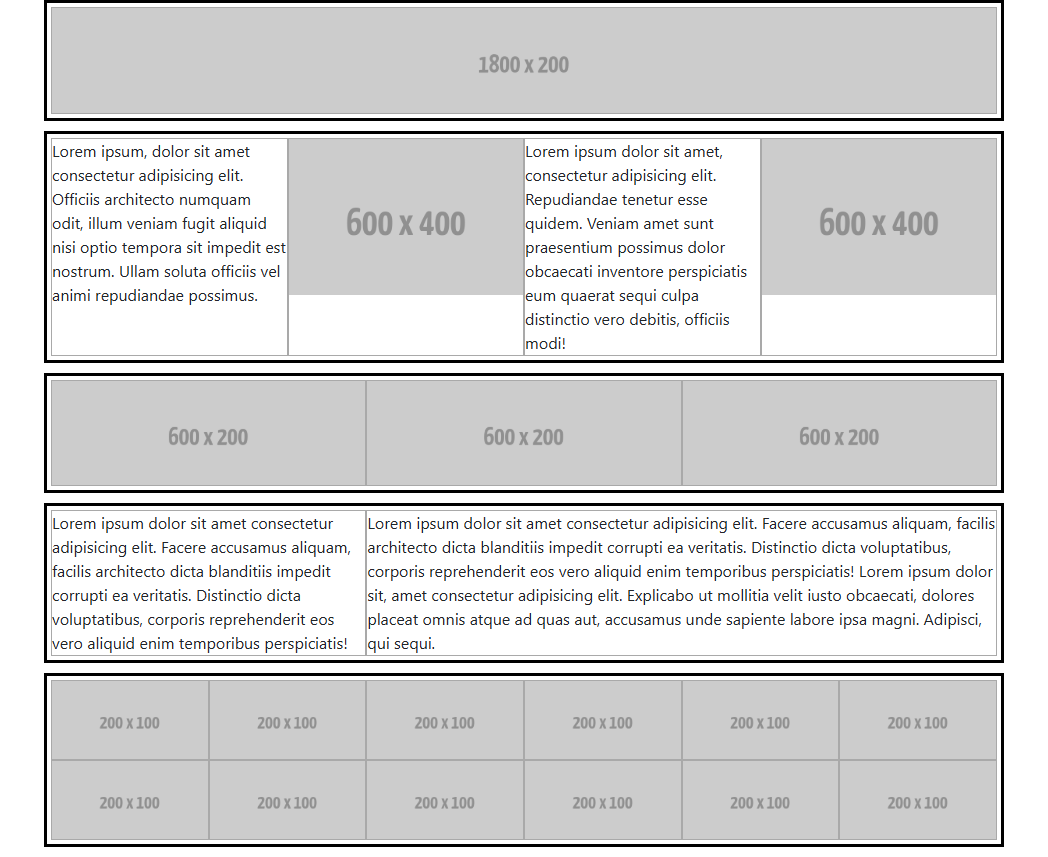 1800 x 200
Lorem ipsum, dolor sit amet
consectetur adipisicing elit.
Officiis architecto numquam
odit, illum veniam fugit aliquid
nisi optio tempora sit impedit est
nostrum. Ullam soluta officiis vel
animi repudiandae possimus.
600 x 400
Lorem ipsum dolor sit amet,
consectetur adipisicing elit.
Repudiandae tenetur esse
quidem. Veniam amet sunt
praesentium possimus dolor
obcaecati inventore perspiciatis
eum quaerat sequi culpa
distinctio vero debitis, officiis
modi!
600 x 400
600 x 200
600 x 200
600 x 200
Lorem ipsum dolor sit amet consectetur
adipisicing elit. Facere accusamus aliquam,
facilis architecto dicta blanditiis impedit
corrupti ea veritatis. Distinctio dicta
voluptatibus, corporis reprehenderit eos
vero aliquid enim temporibus perspiciatis!
Lorem ipsum dolor sit amet consectetur adipisicing elit. Facere accusamus aliquam, facilis
architecto dicta blanditiis impedit corrupti ea veritatis. Distinctio dicta voluptatibus,
corporis reprehenderit eos vero aliquid enim temporibus perspiciatis! Lorem ipsum dolor
sit, amet consectetur adipisicing elit. Explicabo ut mollitia velit iusto obcaecati, dolores
placeat omnis atque ad quas aut, accusamus unde sapiente labore ipsa magni. Adipisci,
qui sequi.
200 x 100
200 x 100
200 x 100
200 x 100
200 x 100
200 x 100
200 x 100
200 x 100
200 x 100
200 x 100
200 x 100
200 x 100